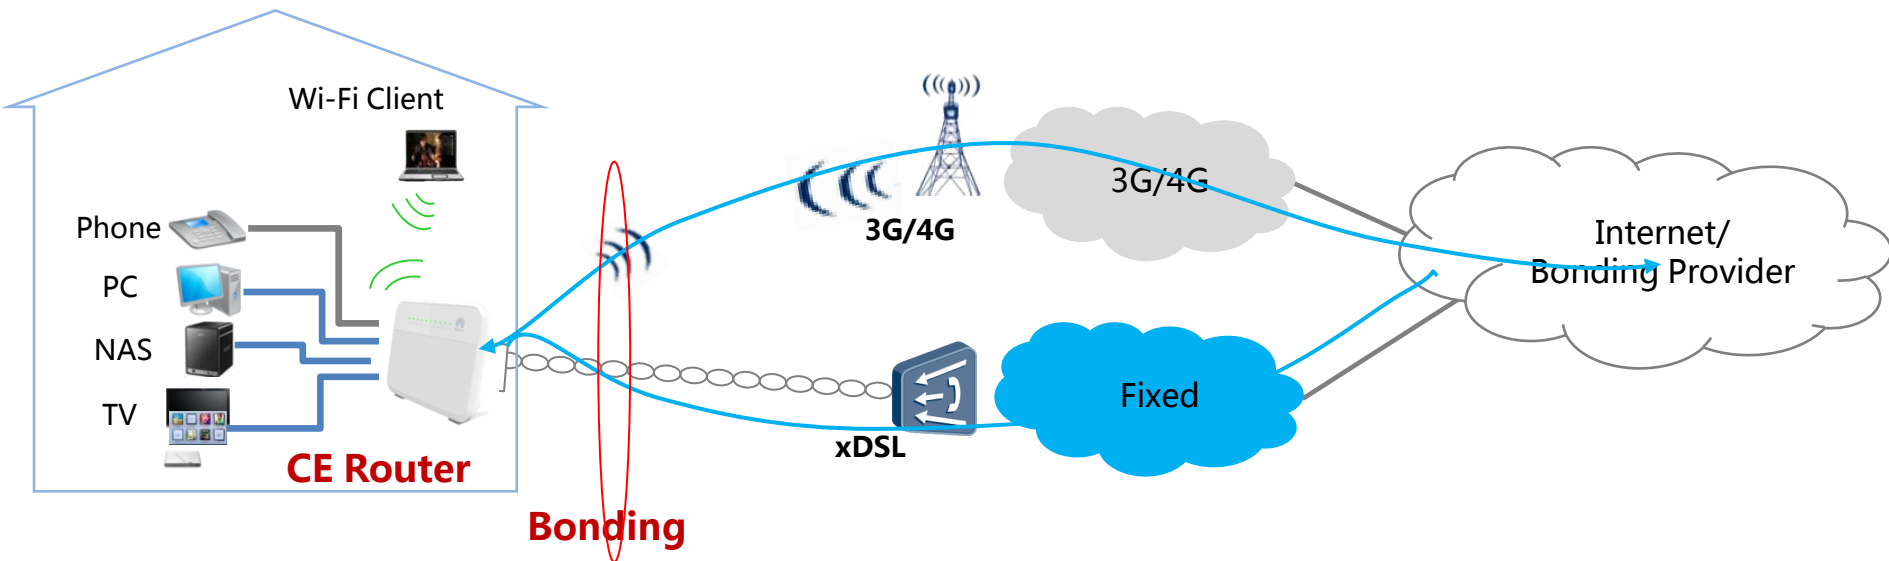 Wi-Fi Client
Phone
PC
NAS
TV
CE Router
Bonding
3G/4G
xDSL
3G/4G
Fixed
Internet/
Bonding Provider